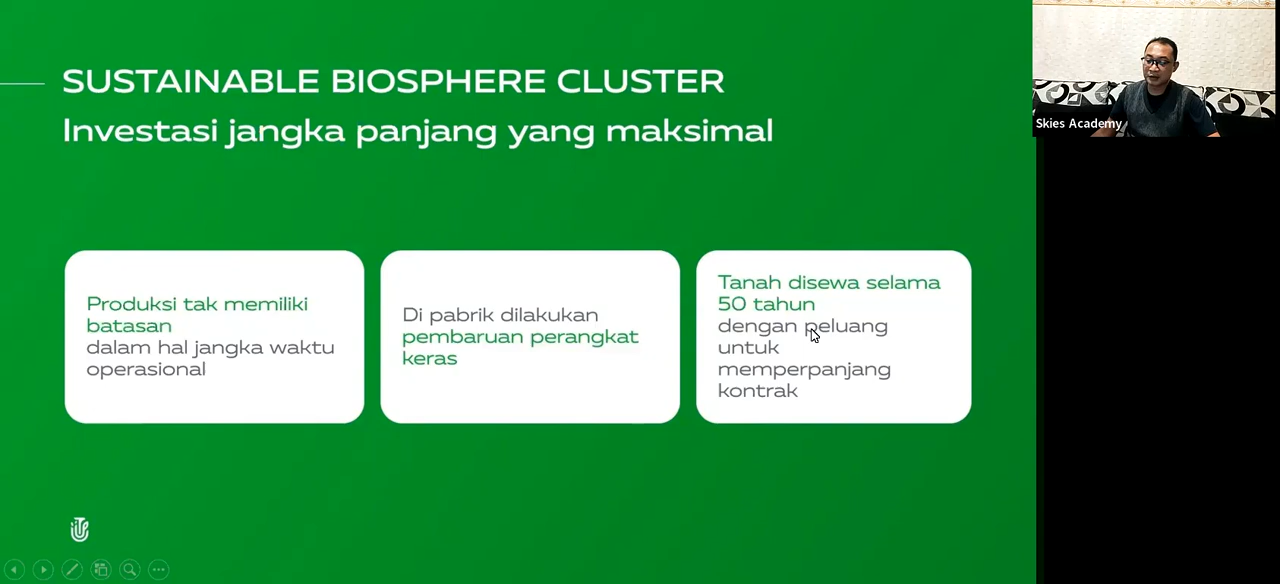 SUSTAINABLE BIOSPHERE CLUSTER
Investasi jangka panjang yang maksimal
Produksi tak memiliki
batasan
dalam hal jangka waktu
operasional
Di pabrik dilakukan
pembaruan perangkat
keras
Tanah disewa selama
50 tahun
dengan peluang
untuk
memperpanjang
kontrak
Skies Academy